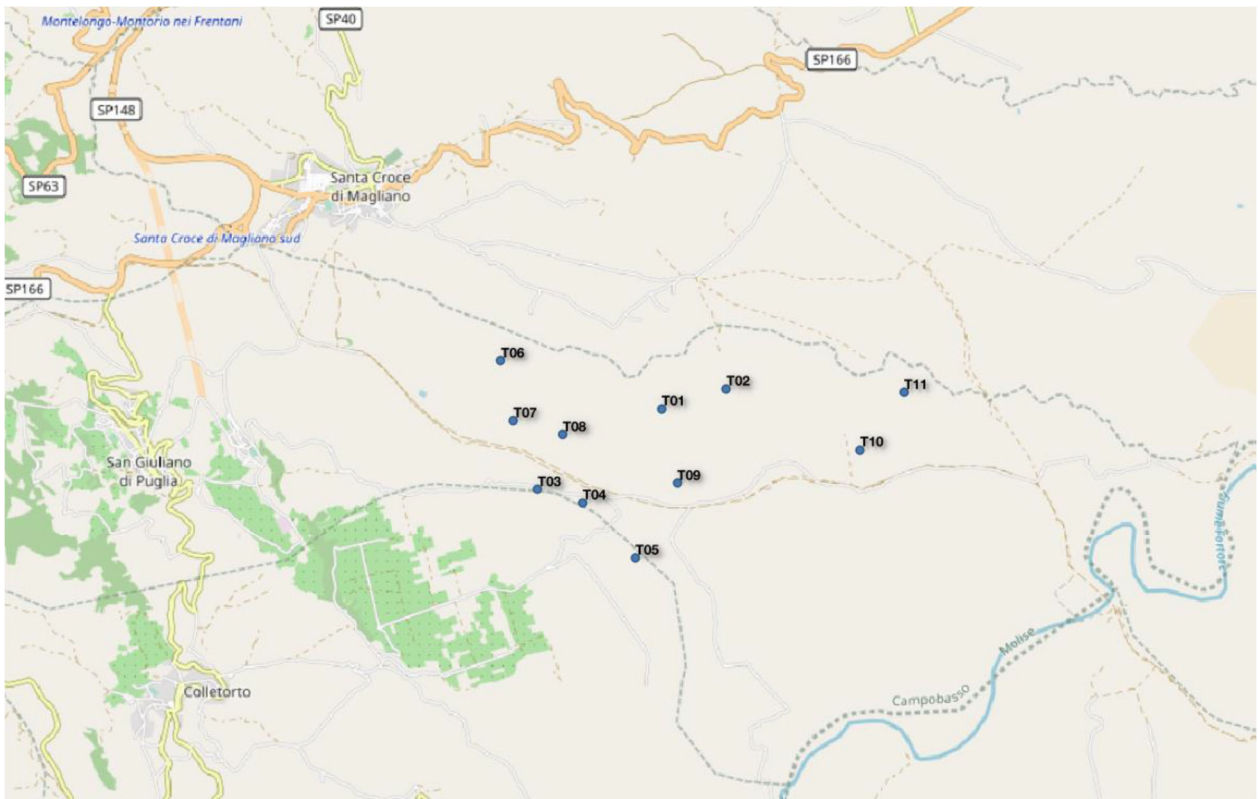 Montelongo-Montorio nei Frentani
SP40
SP166
SP148
SP63
Santa Croce
di Magliano
Santa Croce di Magliano sud
SP166
T06
T02
T11
T01
T07
T08
T10
San Giuliano
di Puglia
T03
T09
T04
Fiume Fortore
T05
Molise
Campobasso
Colletorto